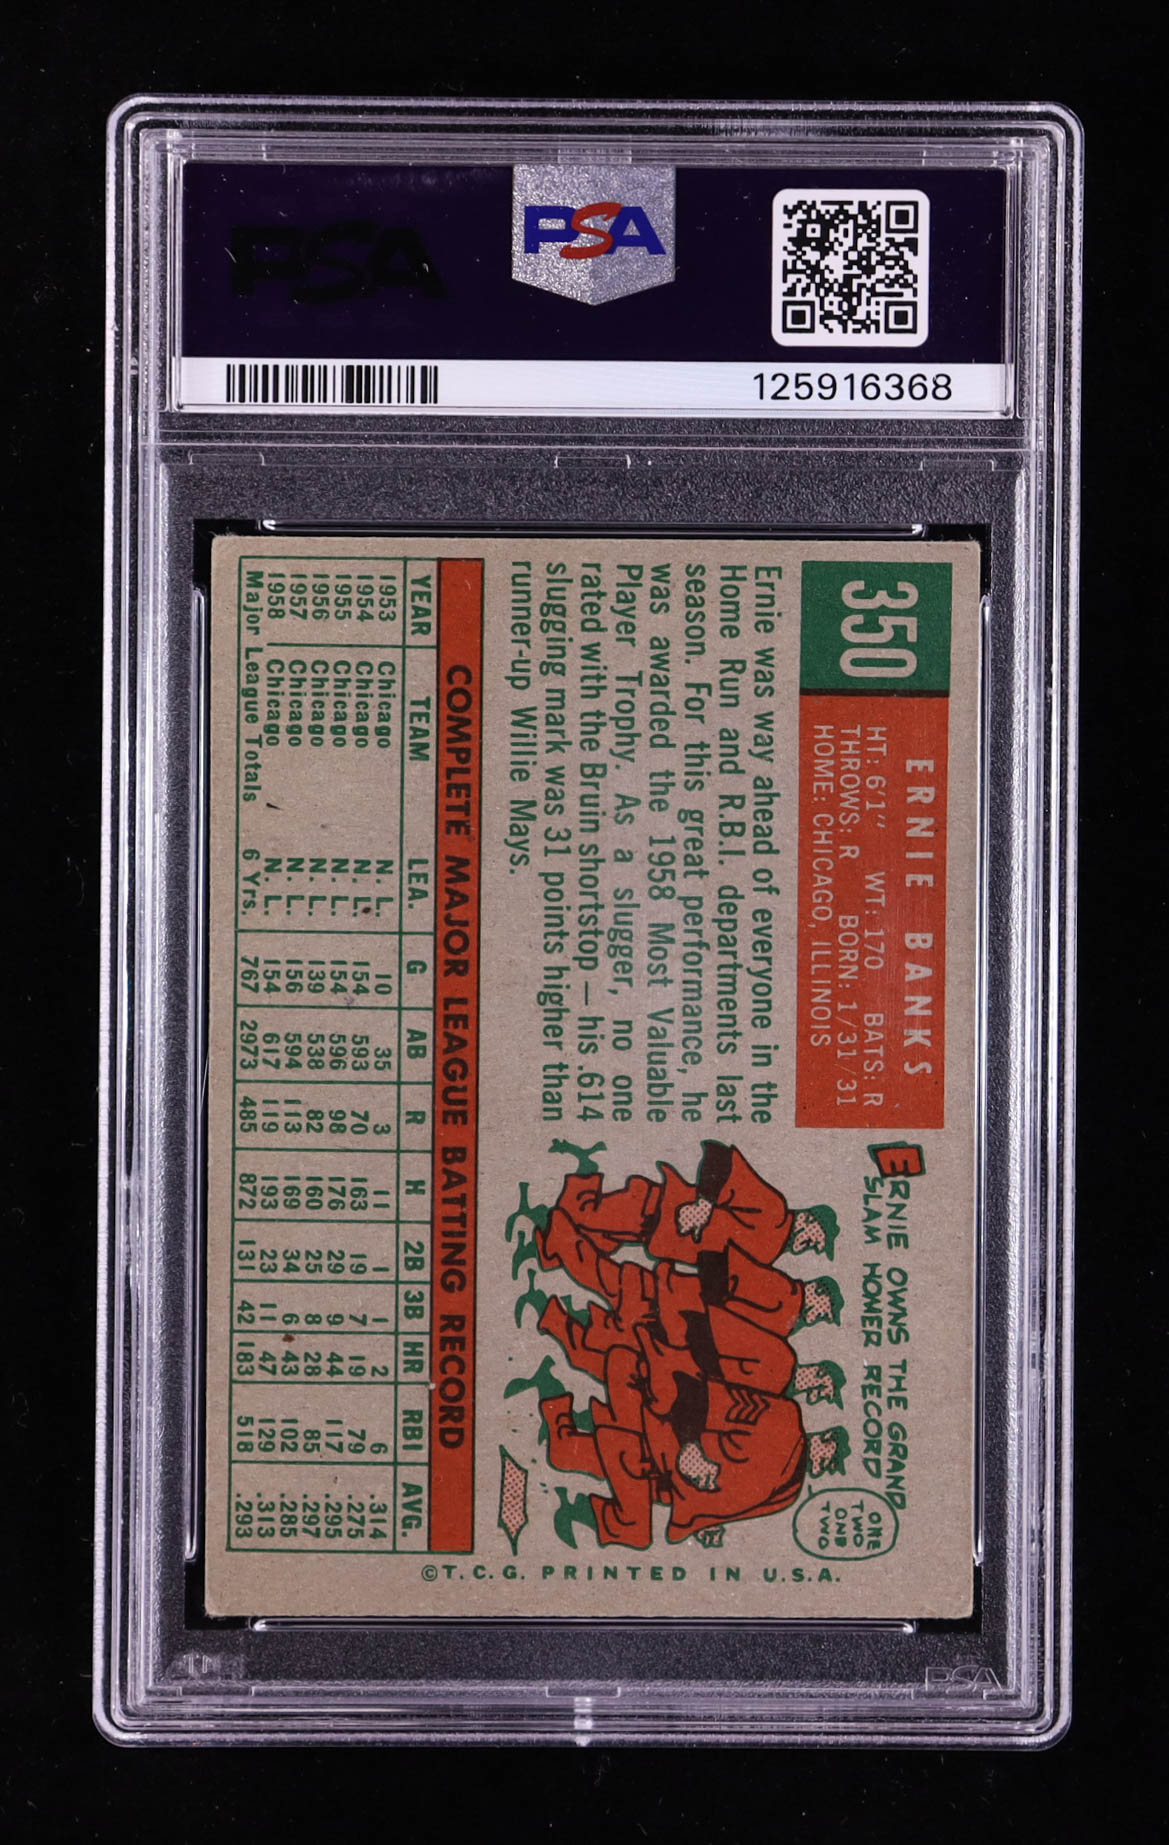 PSA
PSA
125916368
350
ERNIE BANKS
HT: 6'1" WT: 170 BATS: R
THROWS: R BORN: 1/31/31
HOME: CHICAGO, ILLINOIS
Ernie was way ahead of everyone in the
Home Run and R.B.I. departments last
season. For this great performance, he
was awarded the 1958 Most Valuable
Player Trophy. As a slugger, no one
rated with the Bruin shortstop — his .614
slugging mark was 31 points higher than
runner-up Willie Mays.
ERNIE OWNS THE GRAND
SLAM HOMER RECORD
ONE
TWO
ONE
TWO
COMPLETE MAJOR LEAGUE BATTING RECORD
YEAR TEAM LEA. G AB R H 2B 3B HR RBI AVG.
1953 Chicago N. L. 10 35 3 11 1 1 2 6 .314
1954 Chicago N. L. 154 593 70 163 19 7 19 79 .275
1955 Chicago N. L. 154 596 98 176 29 9 44 117 .295
1956 Chicago N. L. 139 538 82 160 25 8 28 85 .297
1957 Chicago N. L. 156 594 113 169 34 6 43 102 .285
1958 Chicago N. L. 154 617 119 193 23 11 47 129 .313
Major League Totals 6 Yrs. 767 2973 485 872 131 42 183 518 .293
©T.C.G. PRINTED IN U.S.A.
PSA